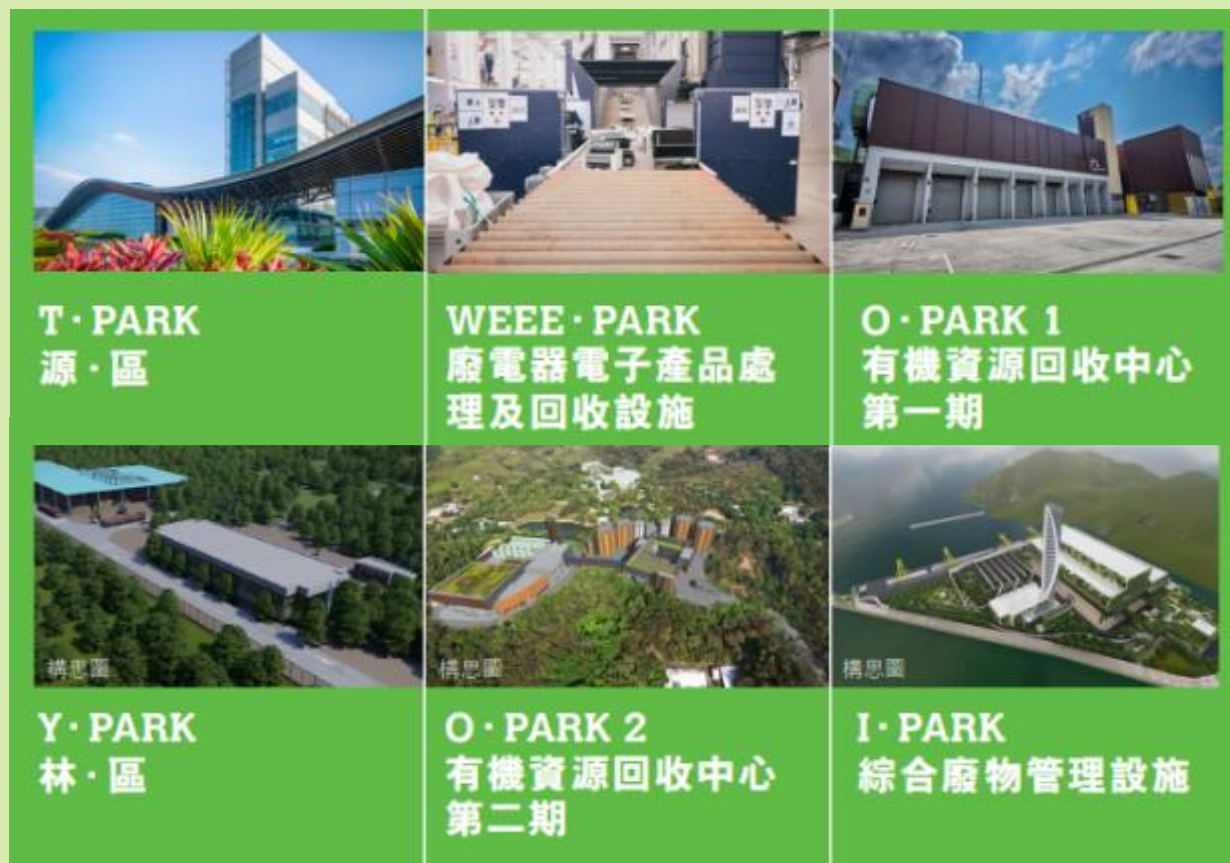 T·PARK
源·區
WEEE·PARK
廢電器電子產品處
理及回收設施
O·PARK 1
有機資源回收中心
第一期
構思圖
Y·PARK
林·區
構思圖
O·PARK 2
有機資源回收中心
第二期
構思圖
I·PARK
綜合廢物管理設施